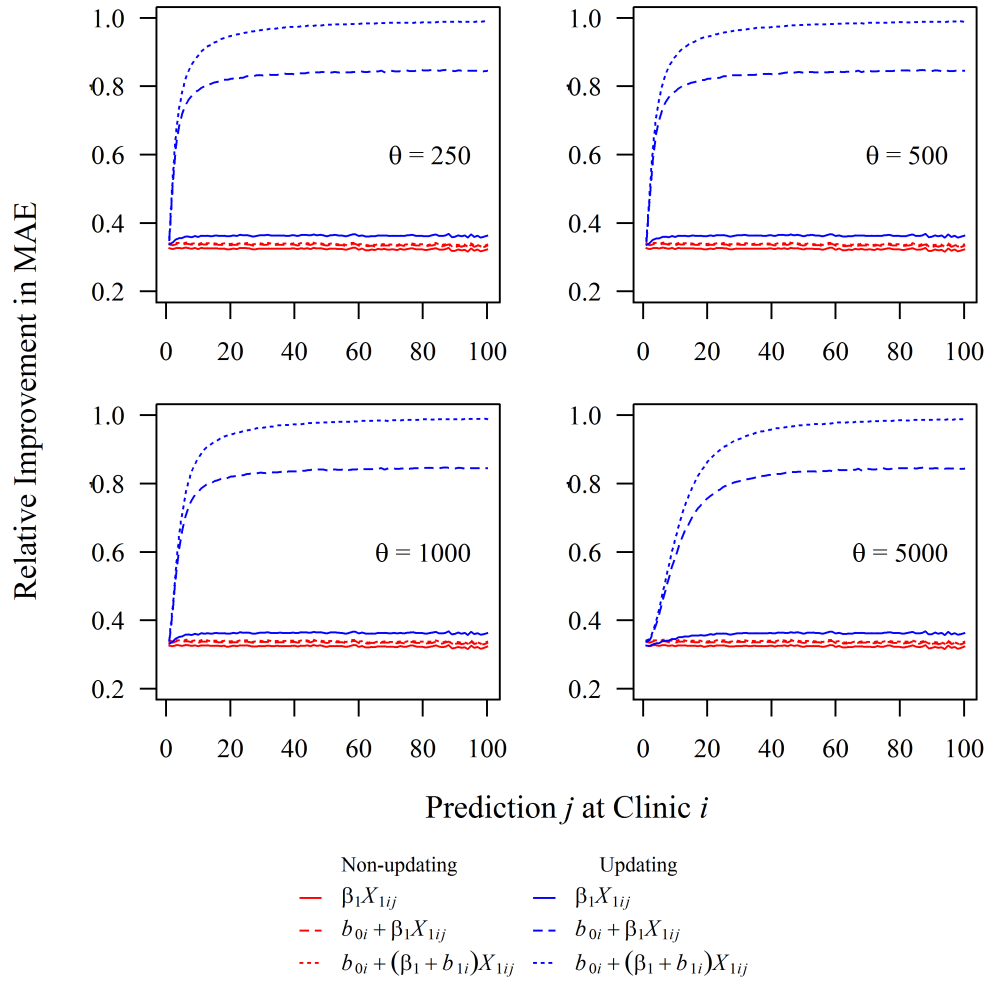 1.0
0.8
0.6
0.4
0.2
θ = 250
0 20 40 60 80 100
1.0
0.8
0.6
0.4
0.2
θ = 500
0 20 40 60 80 100
Relative Improvement in MAE
1.0
0.8
0.6
0.4
0.2
θ = 1000
0 20 40 60 80 100
1.0
0.8
0.6
0.4
0.2
θ = 5000
0 20 40 60 80 100
Prediction j at Clinic i
Non-updating Updating
β₁X₁ᵢⱼ β₁X₁ᵢⱼ
b₀ᵢ + β₁X₁ᵢⱼ b₀ᵢ + β₁X₁ᵢⱼ
b₀ᵢ + (β₁ + b₁ᵢ)X₁ᵢⱼ b₀ᵢ + (β₁ + b₁ᵢ)X₁ᵢⱼ